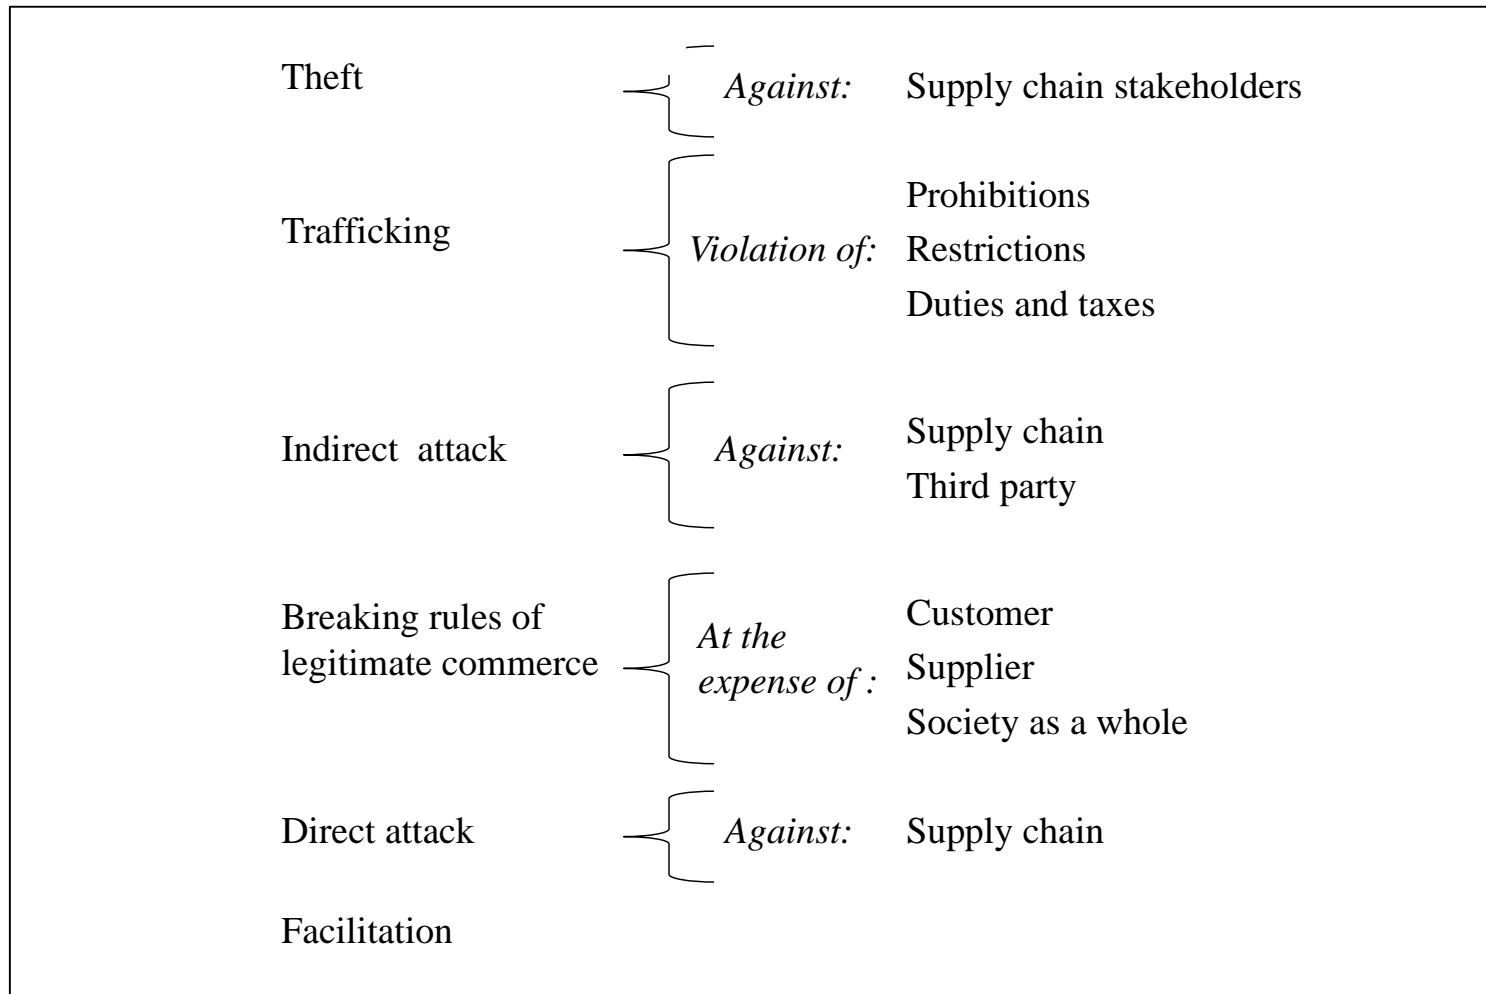 Theft
Against: Supply chain stakeholders
Trafficking
Violation of:
Prohibitions
Restrictions
Duties and taxes
Indirect attack
Against:
Supply chain
Third party
Breaking rules of
legitimate commerce
At the
expense of :
Customer
Supplier
Society as a whole
Direct attack
Against: Supply chain
Facilitation